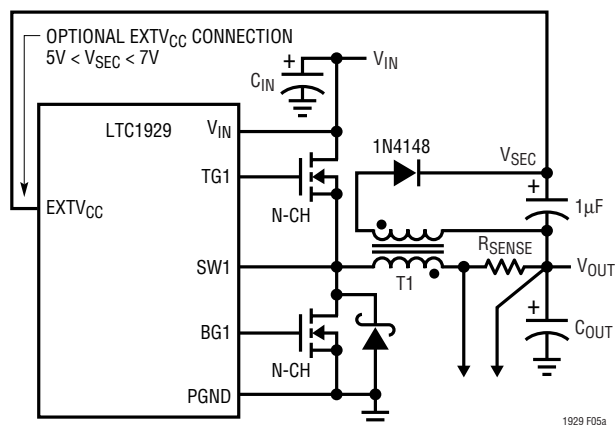 OPTIONAL EXTVCC CONNECTION
5V < VSEC < 7V
+
CIN
VIN
LTC1929
VIN
1N4148
VSEC
TG1
+
EXTVCC
N-CH
1µF
RSENSE
SW1
VOUT
T1
+
BG1
COUT
N-CH
PGND
1929 F05a